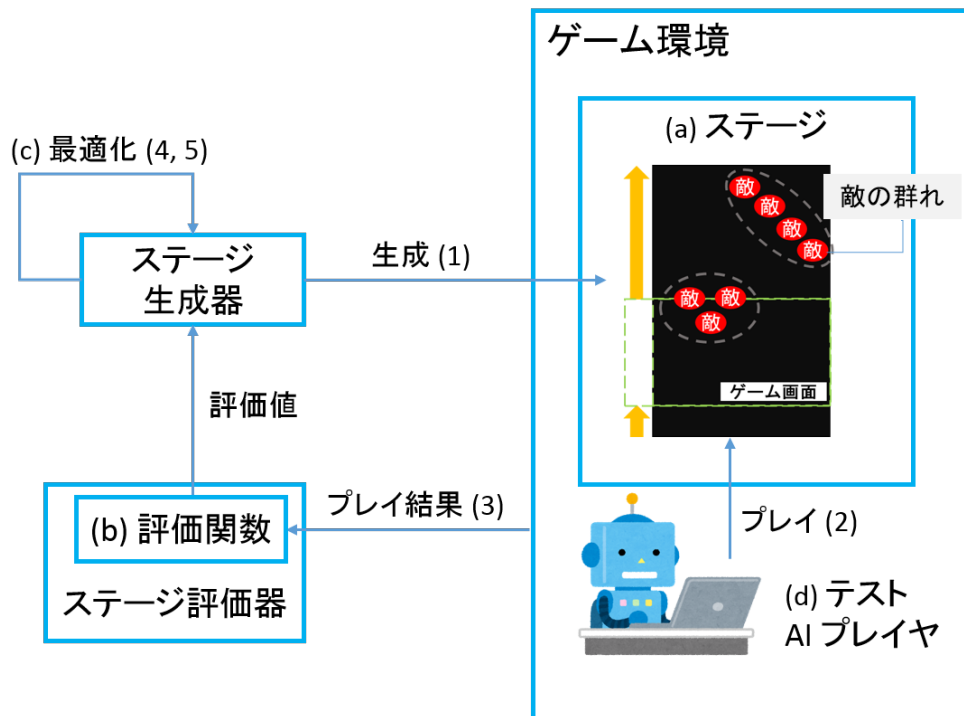 ゲーム環境
(a) ステージ
(c) 最適化 (4, 5)
敵
敵
敵
敵
敵の群れ
ステージ
生成器
生成 (1)
敵
敵
敵
ゲーム画面
評価値
プレイ結果 (3)
プレイ (2)
(b) 評価関数
ステージ評価器
(d) テスト
AI プレイヤ